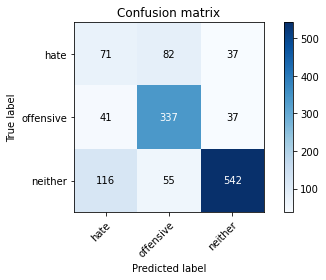 Confusion matrix
True label
hate 71 82 37
offensive 41 337 37
neither 116 55 542
hate offensive neither
Predicted label
500
400
300
200
100